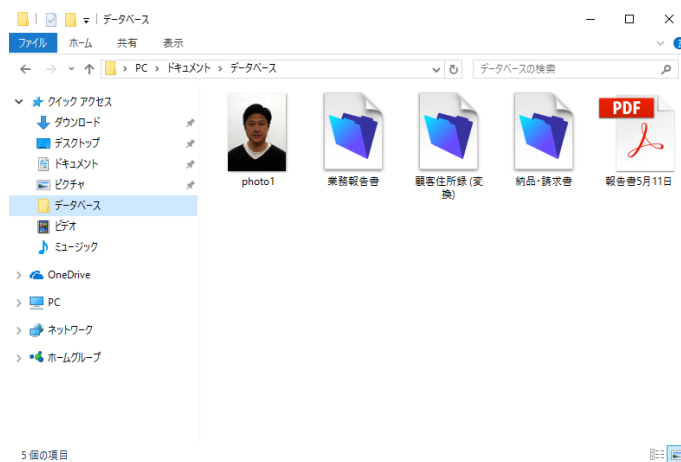 データベース
ファイル ホーム 共有 表示
PC › ドキュメント › データベース
データベースの検索
クイック アクセス
ダウンロード
デスクトップ
ドキュメント
ピクチャ
データベース
ビデオ
ミュージック
OneDrive
PC
ネットワーク
ホームグループ
photo1
業務報告書
顧客住所録 (変
換)
納品・請求書
PDF
報告書5月11日
5 個の項目